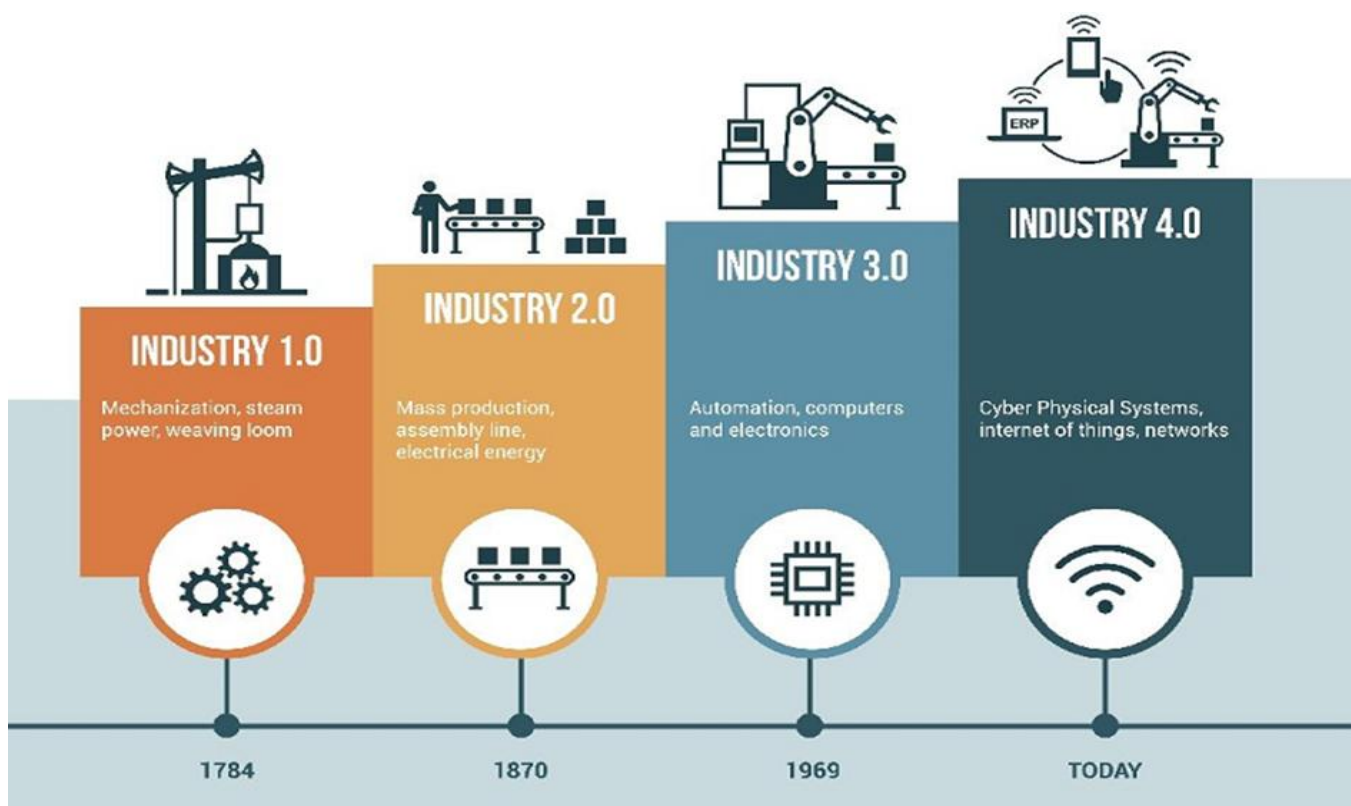 ERP
INDUSTRY 1.0
Mechanization, steam
power, weaving loom
INDUSTRY 2.0
Mass production,
assembly line,
electrical energy
INDUSTRY 3.0
Automation, computers
and electronics
INDUSTRY 4.0
Cyber Physical Systems,
internet of things, networks
1784
1870
1969
TODAY